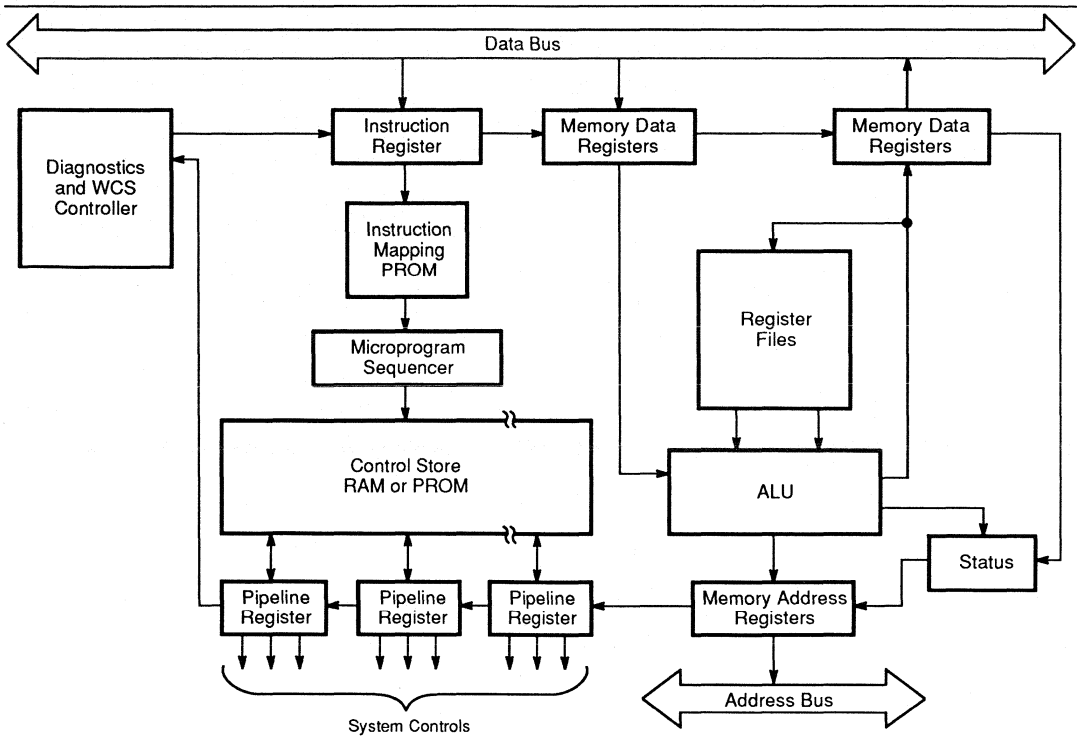 Data Bus
Diagnostics
and WCS
Controller
Instruction
Register
Memory Data
Registers
Memory Data
Registers
Instruction
Mapping
PROM
Register
Files
Microprogram
Sequencer
Control Store
RAM or PROM
ALU
Status
Pipeline
Register
Pipeline
Register
Pipeline
Register
Memory Address
Registers
System Controls
Address Bus